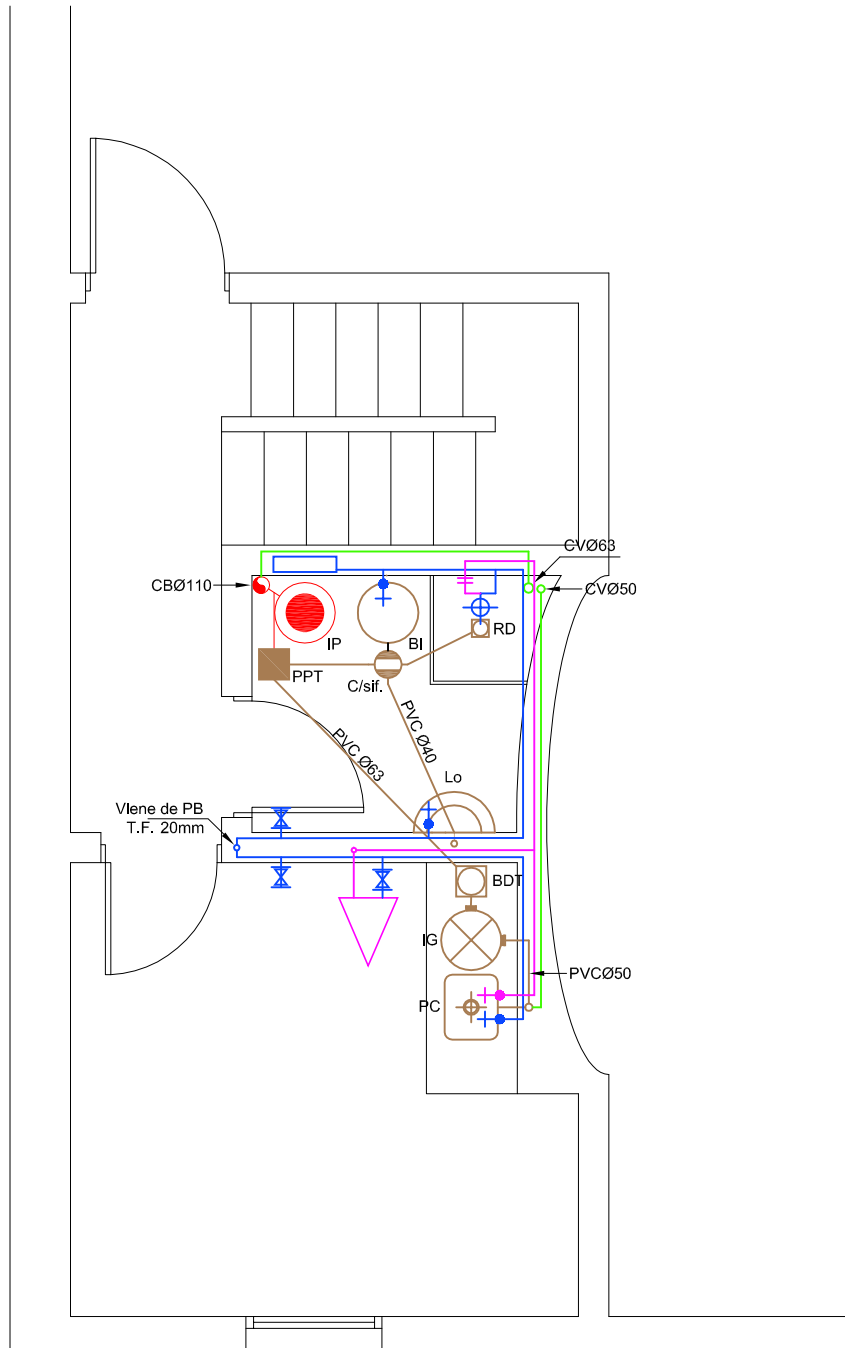 CVØ63
CBØ110
CVØ50
IP
BI
RD
PPT
C/sif.
PVC Ø40
PVC Ø63
Lo
VIene de PB
T.F. 20mm
BDT
IG
PVCØ50
PC